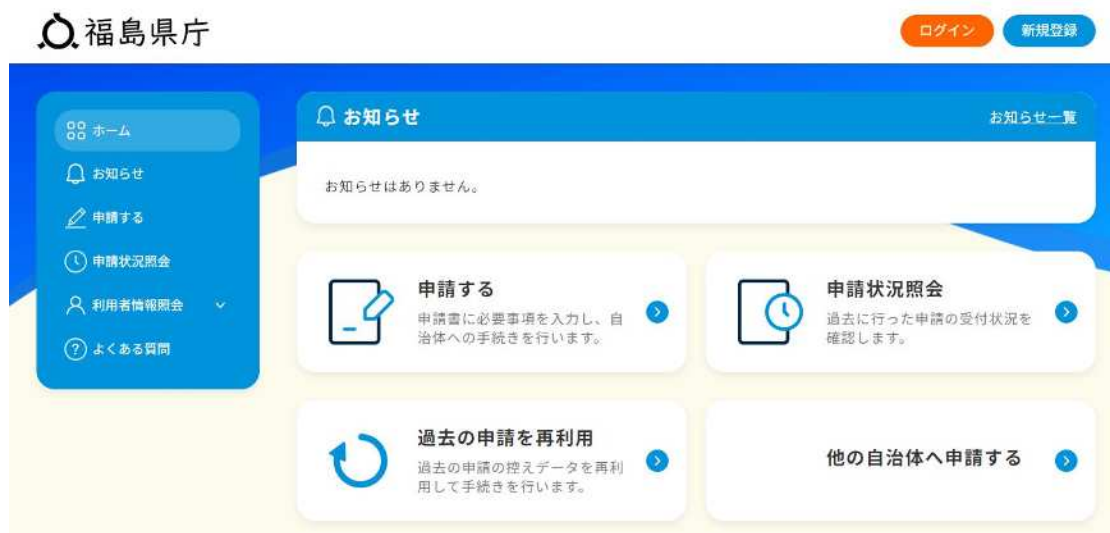 福島県庁
ログイン
新規登録
ホーム
お知らせ
申請する
申請状況照会
利用者情報照会
よくある質問
お知らせ
お知らせ一覧
お知らせはありません。
申請する
申請書に必要事項を入力し、自
治体への手続きを行います。
申請状況照会
過去に行った申請の受付状況を
確認します。
過去の申請を再利用
過去の申請の控えデータを再利
用して手続きを行います。
他の自治体へ申請する